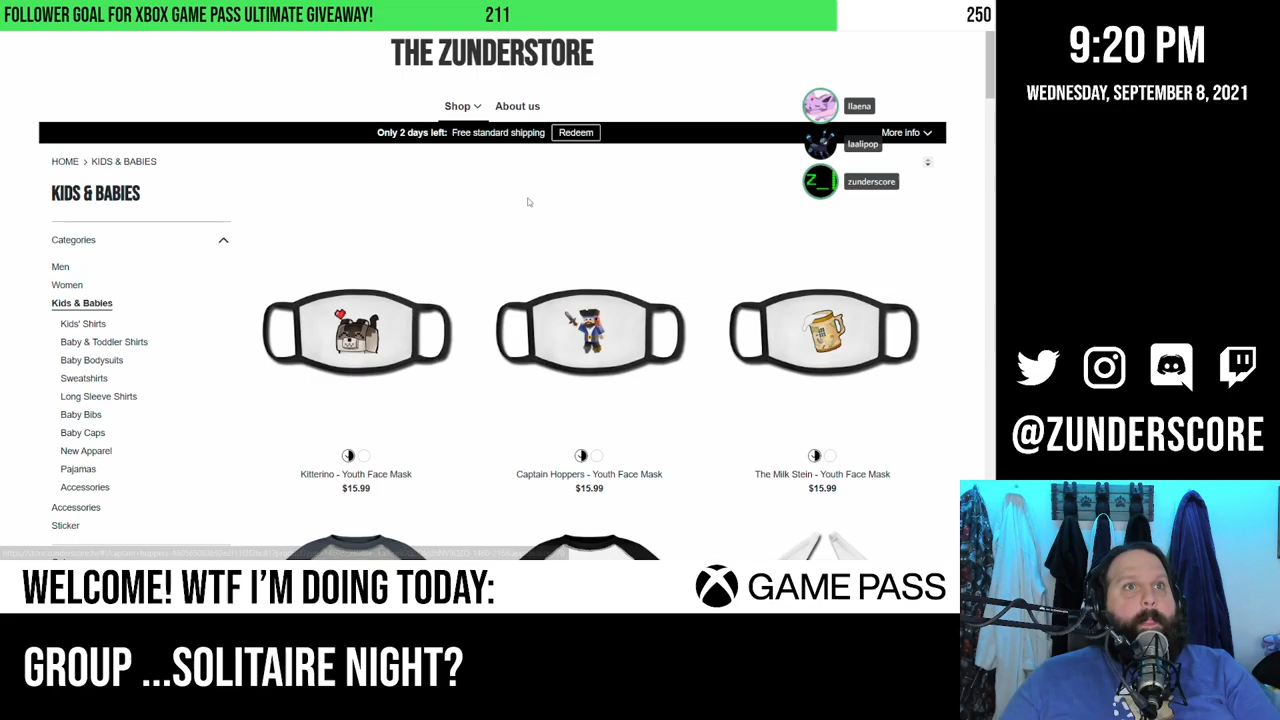 FOLLOWER GOAL FOR XBOX GAME PASS ULTIMATE GIVEAWAY! 211 250
THE ZUNDERSTORE
Shop About us
Only 2 days left: Free standard shipping Redeem More info
HOME > KIDS & BABIES
KIDS & BABIES
Categories
Men
Women
Kids & Babies
Kids' Shirts
Baby & Toddler Shirts
Baby Bodysuits
Sweatshirts
Long Sleeve Shirts
Baby Bibs
Baby Caps
New Apparel
Pajamas
Accessories
Accessories
Sticker
llaena
laalipop
Z_
zunderscore
Kitterino - Youth Face Mask
$15.99
Captain Hoppers - Youth Face Mask
$15.99
The Milk Stein - Youth Face Mask
$15.99
9:20 PM
WEDNESDAY, SEPTEMBER 8, 2021
@ZUNDERSCORE
WELCOME! WTF I'M DOING TODAY:
XBOX GAME PASS
GROUP ...SOLITAIRE NIGHT?